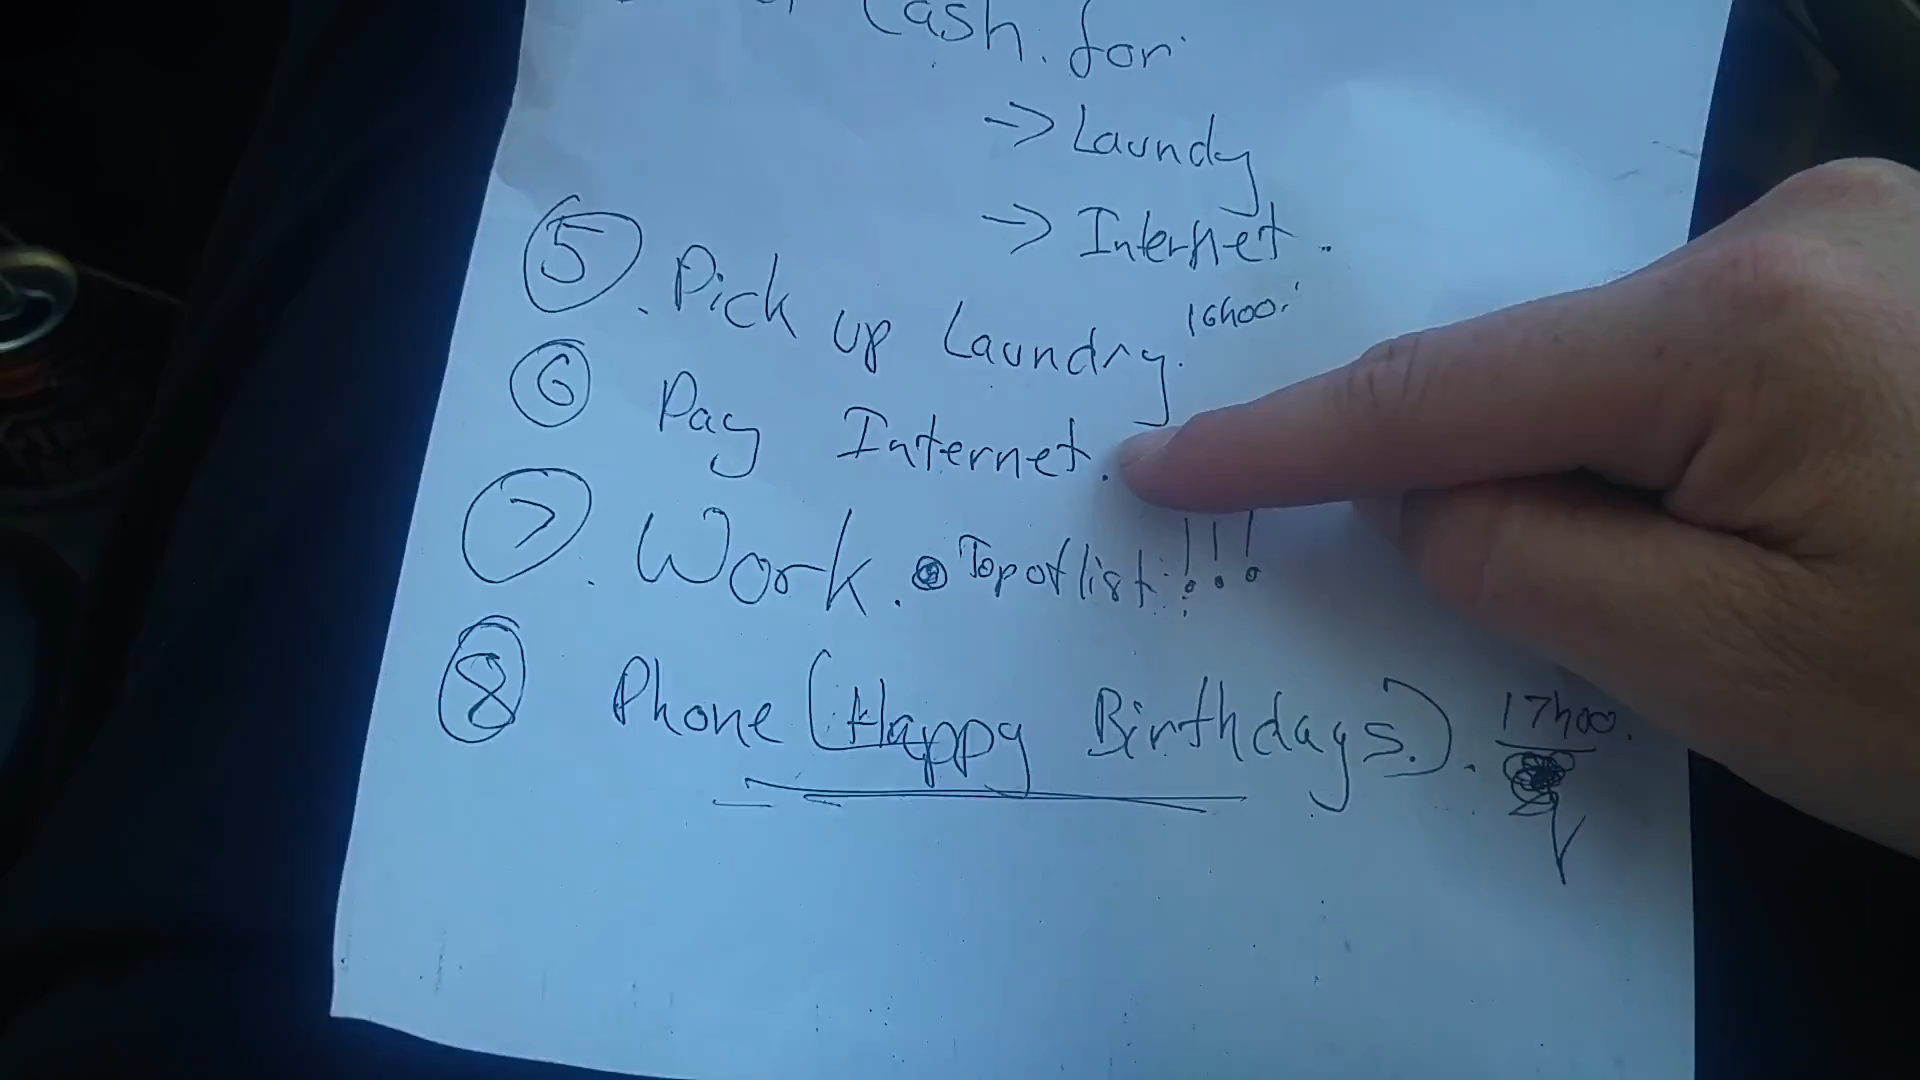 Cash. for
-> Laundy
-> Internet.
5. Pick up Laundry. 16h00.
6 Pay Internet.
7. Work. Top of list!!!
8 Phone (Happy Birthdays.). 17h00.